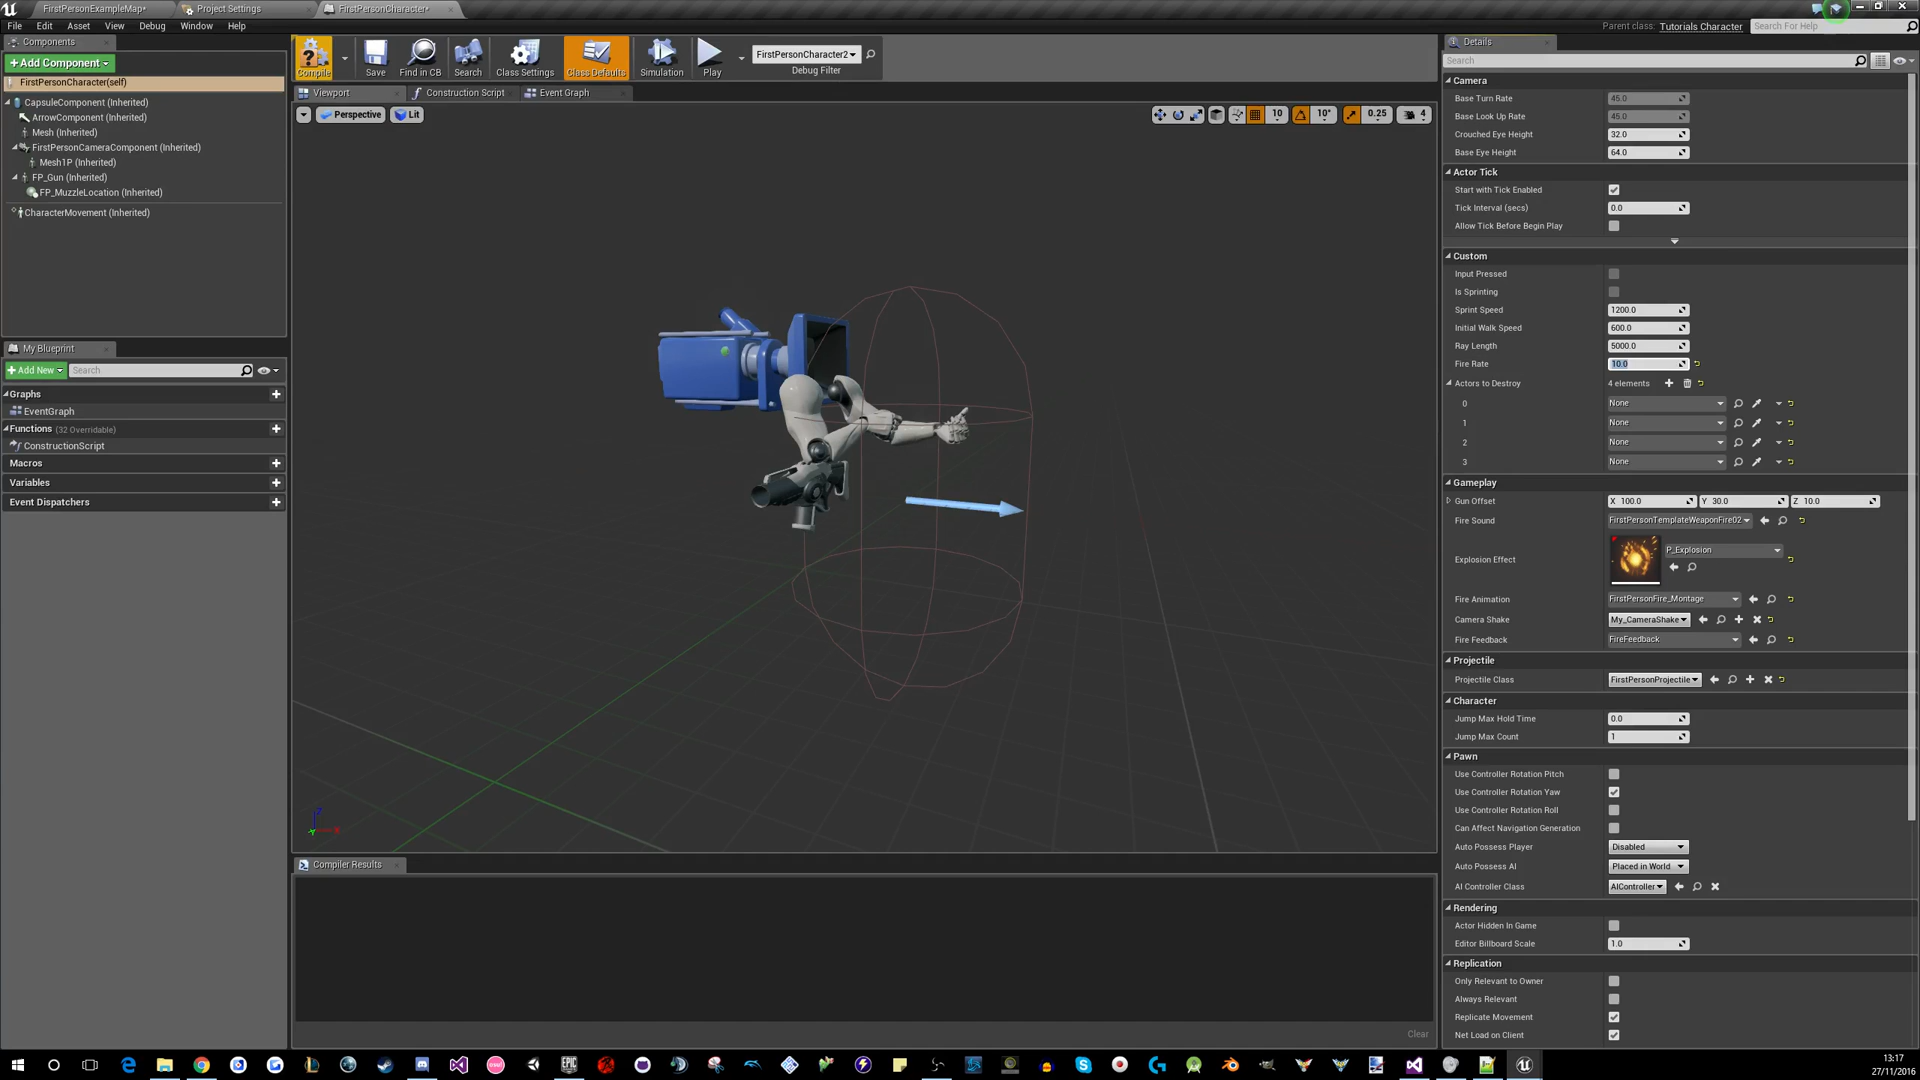 FirstPersonExampleMap* Project Settings FirstPersonCharacter*
File Edit Asset View Debug Window Help
Parent class: Tutorials Character Search For Help
Components
+Add Component
FirstPersonCharacter(self)
CapsuleComponent (Inherited)
ArrowComponent (Inherited)
Mesh (Inherited)
FirstPersonCameraComponent (Inherited)
Mesh1P (Inherited)
FP_Gun (Inherited)
FP_MuzzleLocation (Inherited)
CharacterMovement (Inherited)
My Blueprint
+Add New Search
Graphs
EventGraph
Functions (32 Overridable)
ConstructionScript
Macros
Variables
Event Dispatchers
Compile Save Find in CB Search Class Settings Class Defaults Simulation Play
FirstPersonCharacter2
Debug Filter
Viewport Construction Script Event Graph
Perspective Lit
10 10° 0.25 4
Z
Compiler Results
Clear
Details
Search
Camera
Base Turn Rate 45.0
Base Look Up Rate 45.0
Crouched Eye Height 32.0
Base Eye Height 64.0
Actor Tick
Start with Tick Enabled
Tick Interval (secs) 0.0
Allow Tick Before Begin Play
Custom
Input Pressed
Is Sprinting
Sprint Speed 1200.0
Initial Walk Speed 600.0
Ray Length 5000.0
Fire Rate 10.0
Actors to Destroy 4 elements
0 None
1 None
2 None
3 None
Gameplay
Gun Offset X 100.0 Y 30.0 Z 10.0
Fire Sound FirstPersonTemplateWeaponFire02
Explosion Effect P_Explosion
Fire Animation FirstPersonFire_Montage
Camera Shake My_CameraShake
Fire Feedback FireFeedback
Projectile
Projectile Class FirstPersonProjectile
Character
Jump Max Hold Time 0.0
Jump Max Count 1
Pawn
Use Controller Rotation Pitch
Use Controller Rotation Yaw
Use Controller Rotation Roll
Can Affect Navigation Generation
Auto Possess Player Disabled
Auto Possess AI Placed in World
AI Controller Class AIController
Rendering
Actor Hidden In Game
Editor Billboard Scale 1.0
Replication
Only Relevant to Owner
Always Relevant
Replicate Movement
Net Load on Client
13:17
27/11/2016